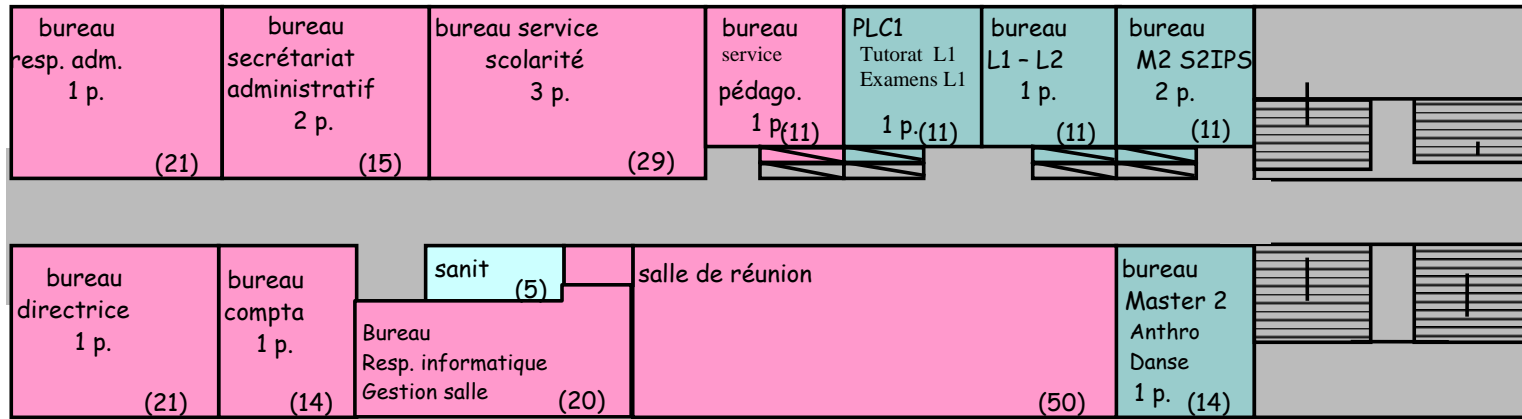 bureau
resp. adm.
1 p.
(21)
bureau
secrétariat
administratif
2 p.
(15)
bureau service
scolarité
3 p.
(29)
bureau
service
pédago.
1 p.
(11)
PLC1
Tutorat L1
Examens L1
1 p.
(11)
bureau
L1 – L2
1 p.
(11)
bureau
M2 S2IPS
2 p.
(11)
bureau
directrice
1 p.
(21)
bureau
compta
1 p.
(14)
sanit
(5)
Bureau
Resp. informatique
Gestion salle
(20)
salle de réunion
(50)
bureau
Master 2
Anthro
Danse
1 p.
(14)